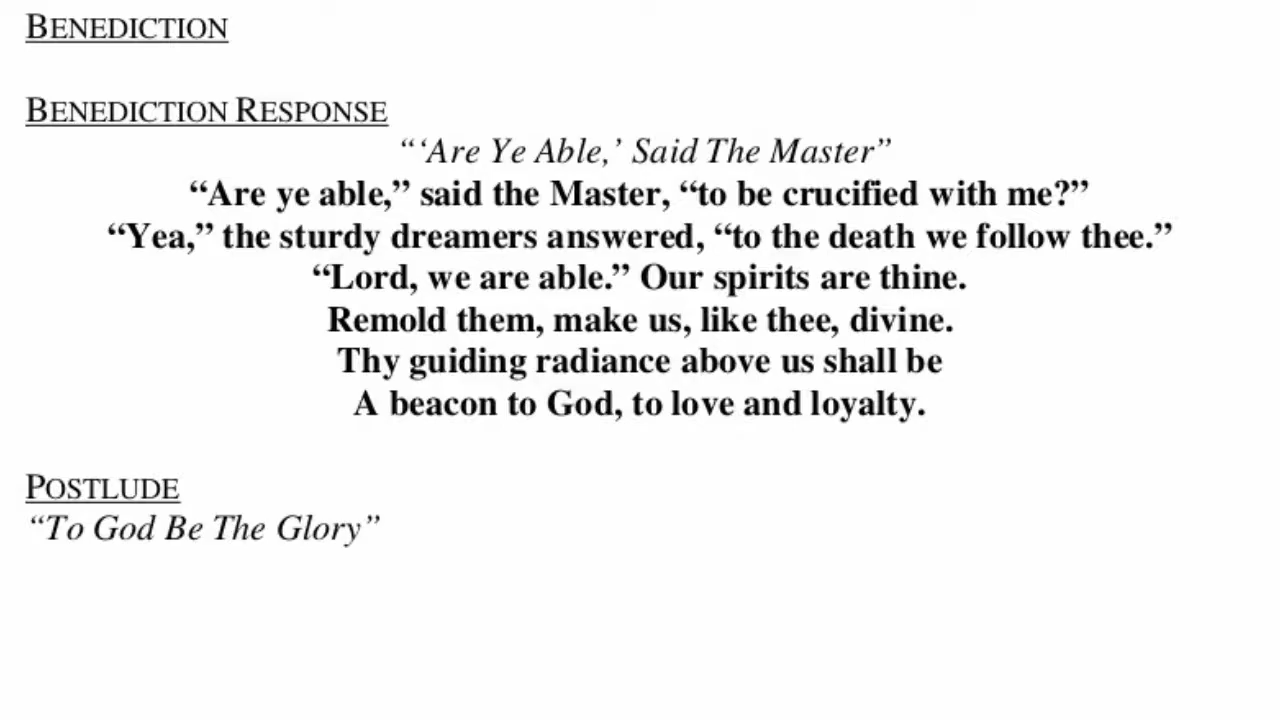 BENEDICTION
BENEDICTION RESPONSE
“‘Are Ye Able,’ Said The Master”
“Are ye able,” said the Master, “to be crucified with me?”
“Yea,” the sturdy dreamers answered, “to the death we follow thee.”
“Lord, we are able.” Our spirits are thine.
Remold them, make us, like thee, divine.
Thy guiding radiance above us shall be
A beacon to God, to love and loyalty.
POSTLUDE
“To God Be The Glory”